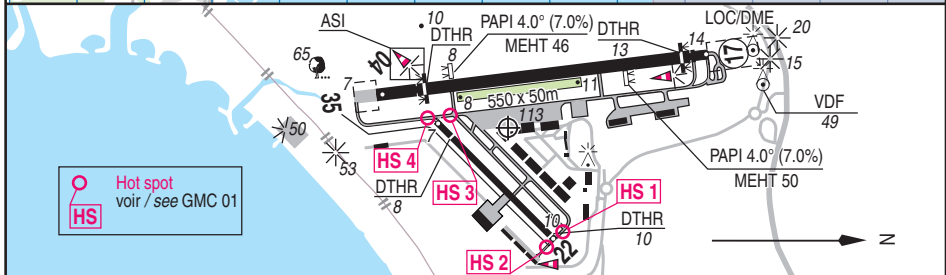 ASI
10
PAPI 4.0° (7.0%)
MEHT 46
LOC/DME
20
DTHR
DTHR
14
17
65
04
8
13
15
7
35
8
550 x 50m
11
113
VDF
49
50
7
HS 4
HS 3
53
PAPI 4.0° (7.0%)
MEHT 50
DTHR
8
HS 1
Hot spot
voir / see GMC 01
HS
10
DTHR
10
22
HS 2
N